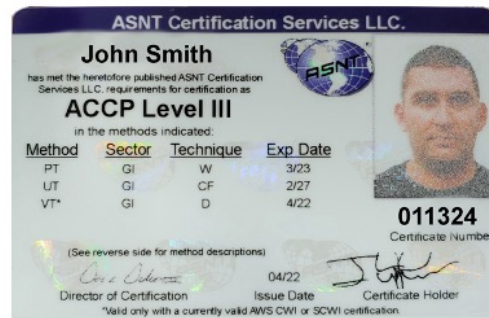 ASNT Certification Services LLC.
John Smith
has met the heretofore published ASNT Certification
Services LLC. requirements for certification as
ACCP Level III
in the methods indicated:
Method Sector Technique Exp Date
PT GI W 3/23
UT GI CF 2/27
VT* GI D 4/22
ASNT
011324
Certificate Number
(See reverse side for method descriptions)
04/22
Director of Certification Issue Date Certificate Holder
*Valid only with a currently valid AWS CWI or SCWI certification.